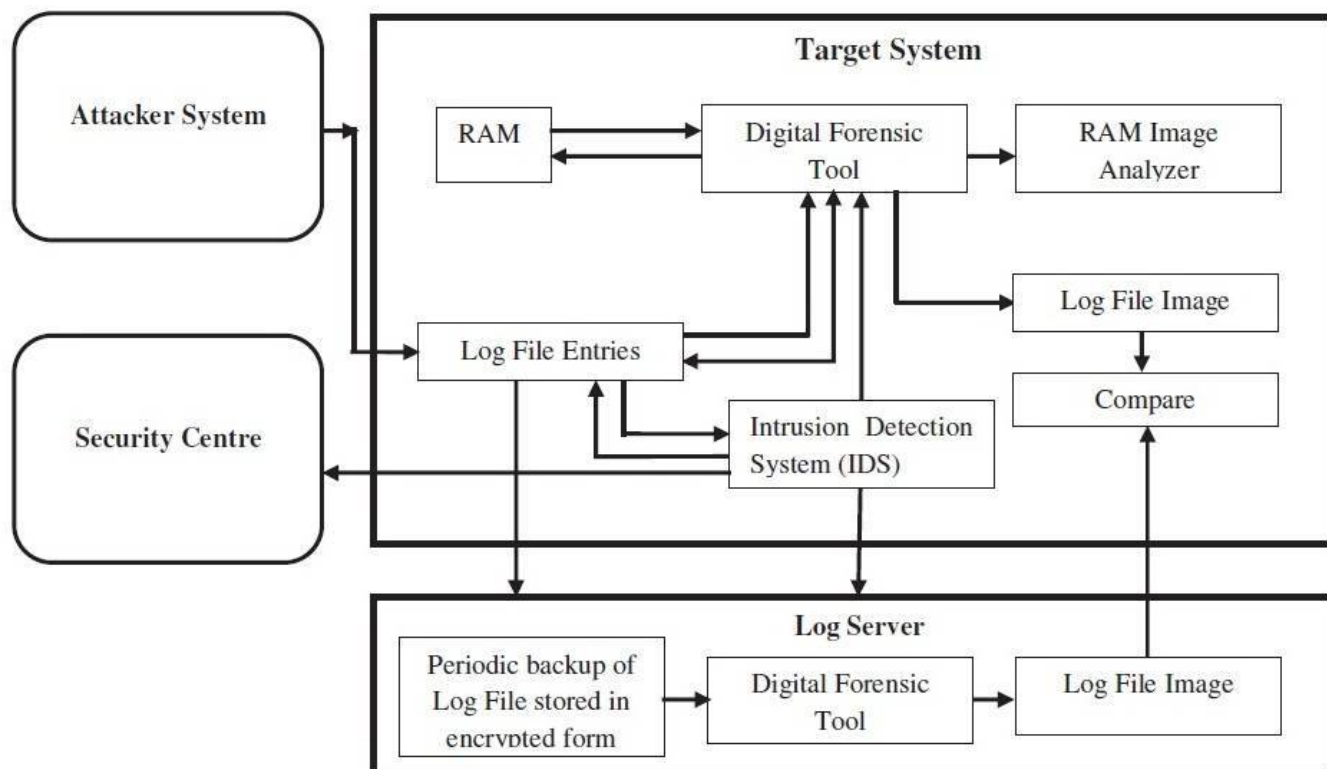 Attacker System
Target System
RAM
Digital Forensic
Tool
RAM Image
Analyzer
Log File Image
Log File Entries
Compare
Security Centre
Intrusion Detection
System (IDS)
Log Server
Periodic backup of
Log File stored in
encrypted form
Digital Forensic
Tool
Log File Image